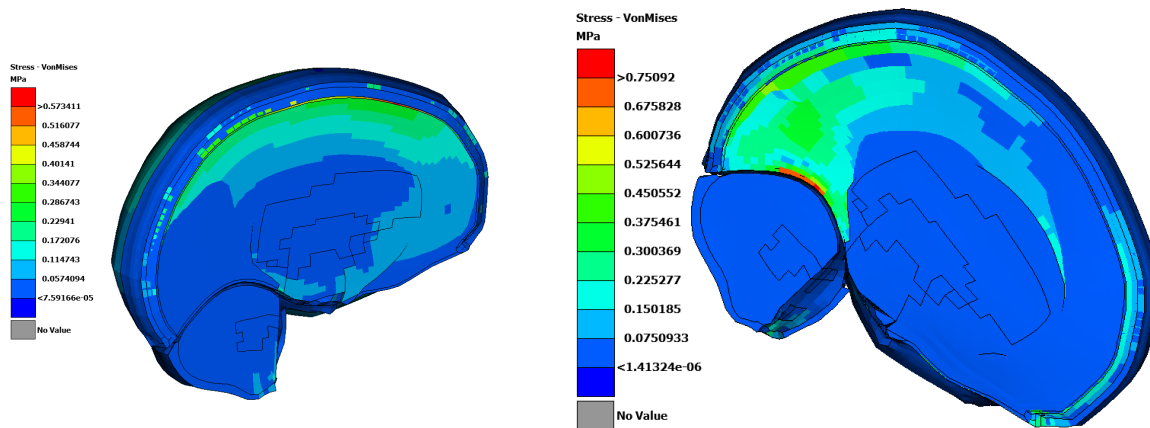 Stress - VonMises
MPa
>0.573411
0.516077
0.458744
0.40141
0.344077
0.286743
0.22941
0.172076
0.114743
0.0574094
<7.59166e-05
No Value
Stress - VonMises
MPa
>0.75092
0.675828
0.600736
0.525644
0.450552
0.375461
0.300369
0.225277
0.150185
0.0750933
<1.41324e-06
No Value